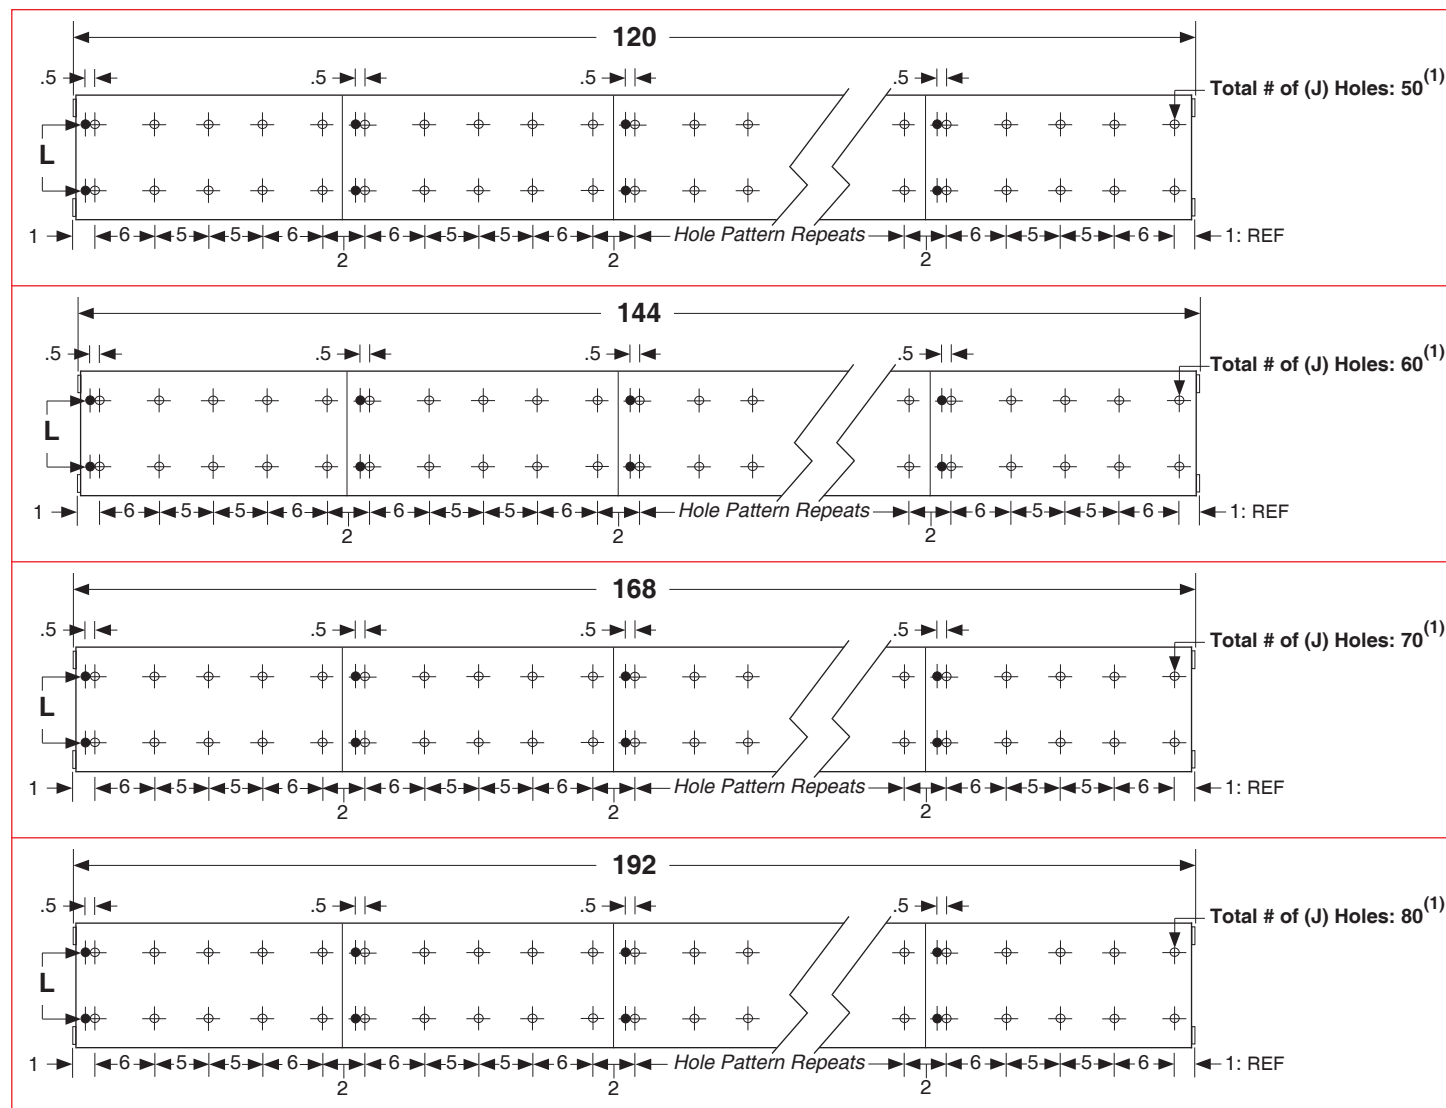 120
.5 .5 .5 .5 Total # of (J) Holes: 50(1)
L
1 6 5 5 6 6 5 5 6 Hole Pattern Repeats 6 5 5 6 1: REF
2 2 2
144
.5 .5 .5 .5 Total # of (J) Holes: 60(1)
L
1 6 5 5 6 6 5 5 6 Hole Pattern Repeats 6 5 5 6 1: REF
2 2 2
168
.5 .5 .5 .5 Total # of (J) Holes: 70(1)
L
1 6 5 5 6 6 5 5 6 Hole Pattern Repeats 6 5 5 6 1: REF
2 2 2
192
.5 .5 .5 .5 Total # of (J) Holes: 80(1)
L
1 6 5 5 6 6 5 5 6 Hole Pattern Repeats 6 5 5 6 1: REF
2 2 2